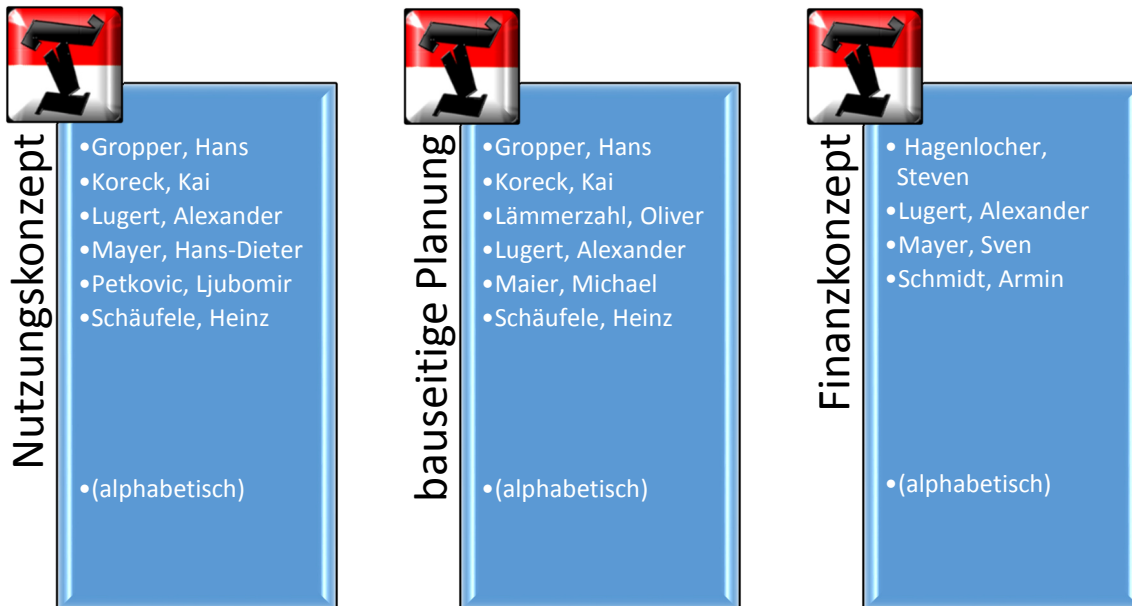 Nutzungskonzept
•Gropper, Hans
•Koreck, Kai
•Lugert, Alexander
•Mayer, Hans-Dieter
•Petkovic, Ljubomir
•Schäufele, Heinz
•(alphabetisch)
bauseitige Planung
•Gropper, Hans
•Koreck, Kai
•Lämmerzahl, Oliver
•Lugert, Alexander
•Maier, Michael
•Schäufele, Heinz
•(alphabetisch)
Finanzkonzept
• Hagenlocher,
Steven
•Lugert, Alexander
•Mayer, Sven
•Schmidt, Armin
•(alphabetisch)